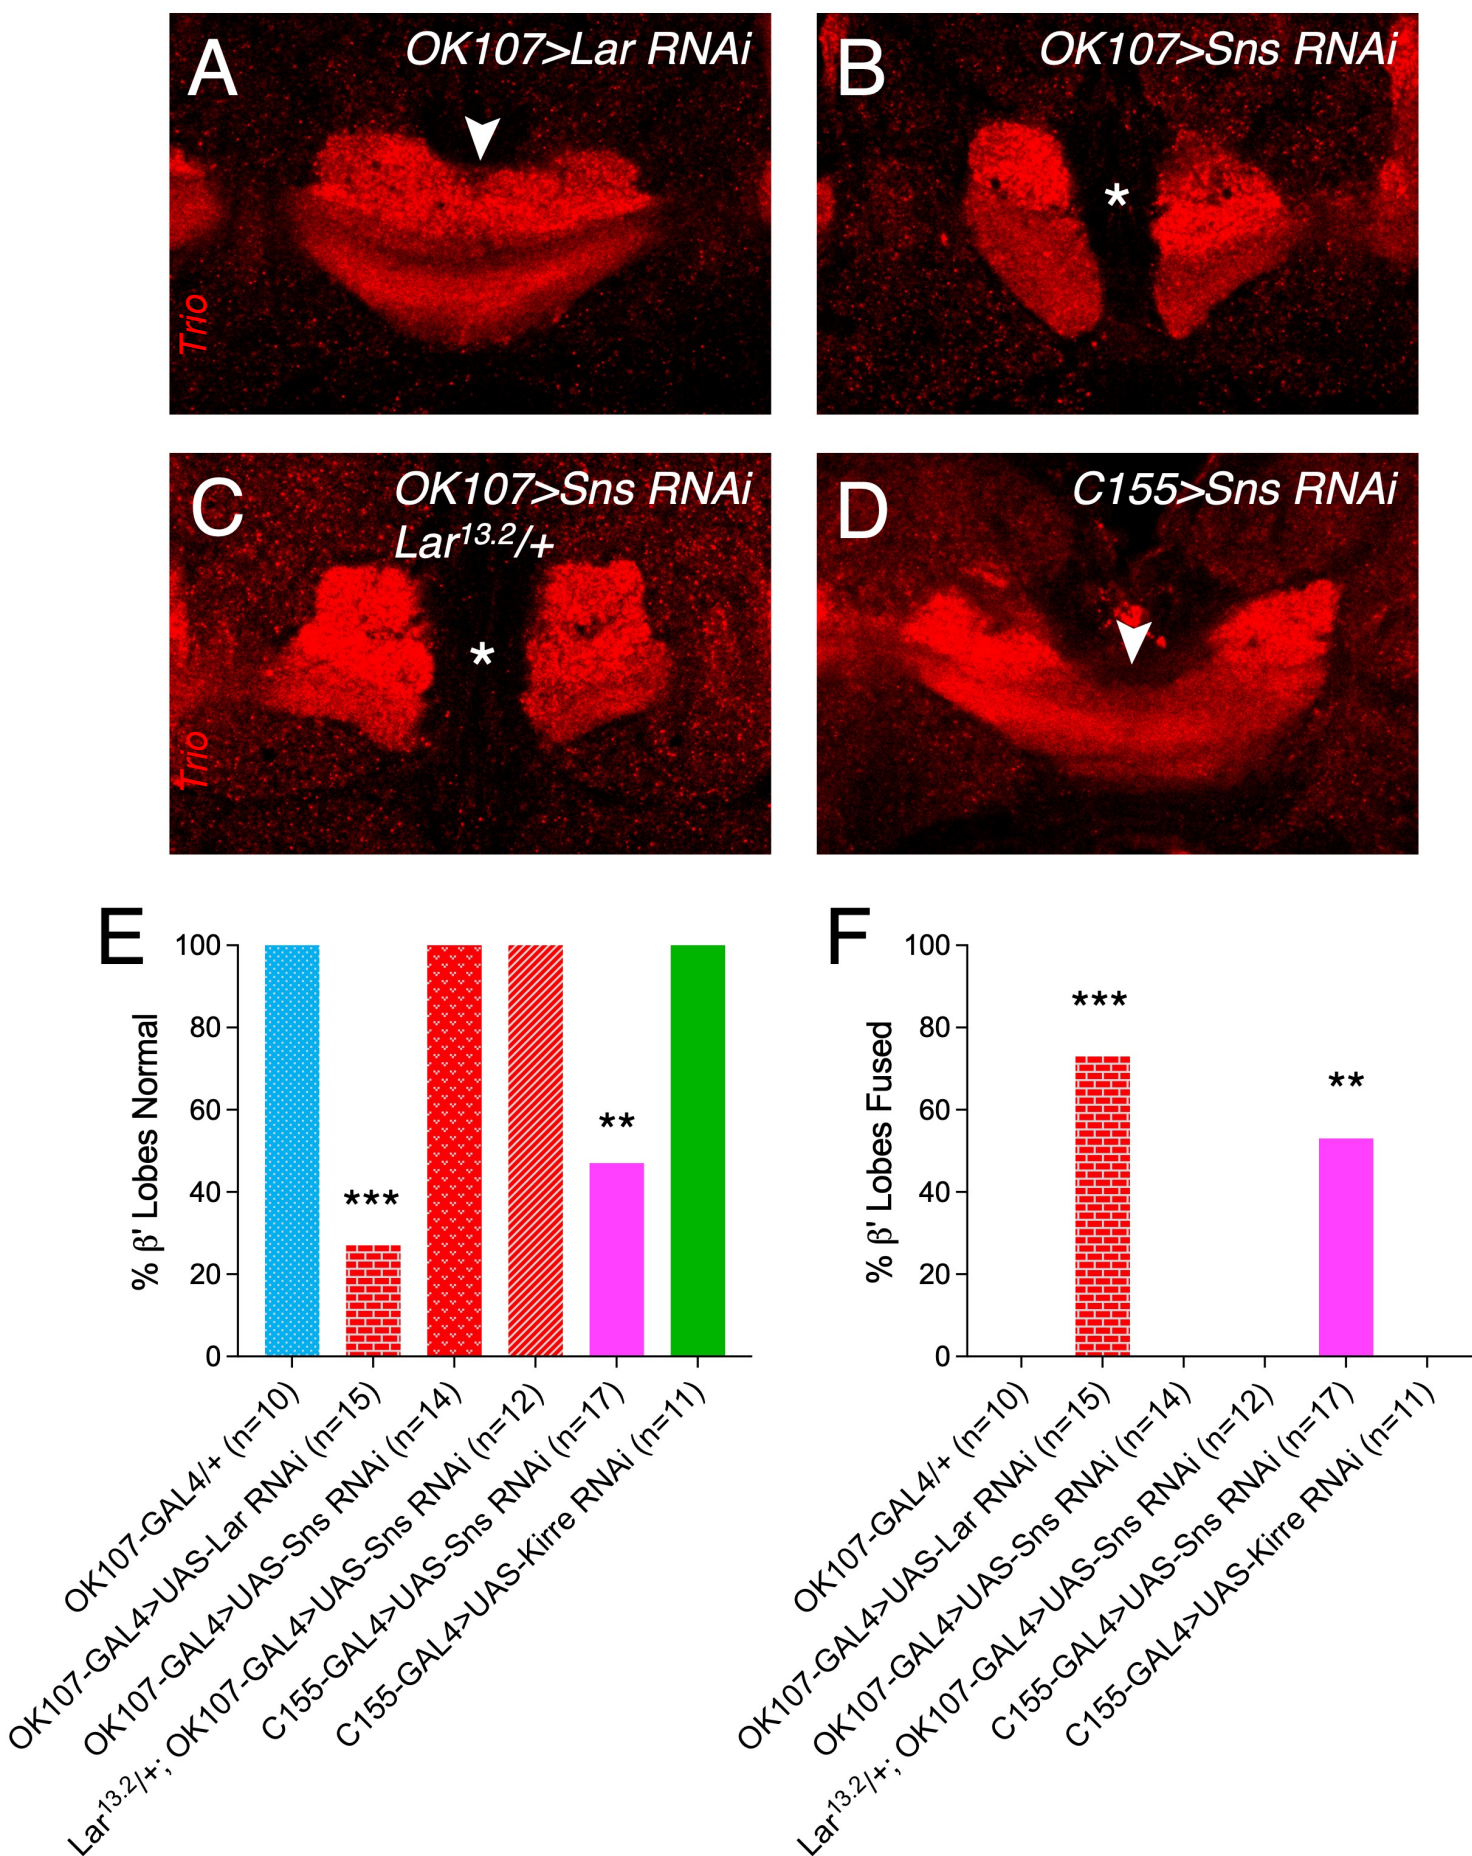 A
OK107>Lar RNAi
Trio
B
OK107>Sns RNAi
*
C
OK107>Sns RNAi
Lar13.2/+
*
Trio
D
C155>Sns RNAi
E
% β' Lobes Normal
100
80
60
40
20
0
***
**
OK107-GAL4/+ (n=10)
OK107-GAL4>UAS-Lar RNAi (n=15)
OK107-GAL4>UAS-Sns RNAi (n=14)
Lar13.2/+; OK107-GAL4>UAS-Sns RNAi (n=12)
C155-GAL4>UAS-Sns RNAi (n=17)
C155-GAL4>UAS-Kirre RNAi (n=11)
F
% β' Lobes Fused
100
80
60
40
20
0
***
**
OK107-GAL4/+ (n=10)
OK107-GAL4>UAS-Lar RNAi (n=15)
OK107-GAL4>UAS-Sns RNAi (n=14)
Lar13.2/+; OK107-GAL4>UAS-Sns RNAi (n=12)
C155-GAL4>UAS-Sns RNAi (n=17)
C155-GAL4>UAS-Kirre RNAi (n=11)